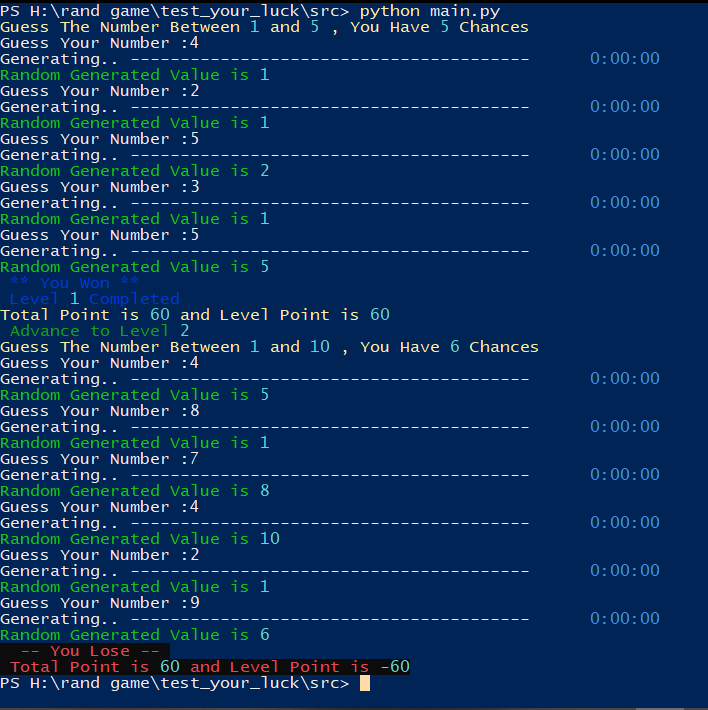 PS H:\rand game\test_your_luck\src> python main.py
Guess The Number Between 1 and 5 , You Have 5 Chances
Guess Your Number :4
Generating.. ---------------------------------------- 0:00:00
Random Generated Value is 1
Guess Your Number :2
Generating.. ---------------------------------------- 0:00:00
Random Generated Value is 1
Guess Your Number :5
Generating.. ---------------------------------------- 0:00:00
Random Generated Value is 2
Guess Your Number :3
Generating.. ---------------------------------------- 0:00:00
Random Generated Value is 1
Guess Your Number :5
Generating.. ---------------------------------------- 0:00:00
Random Generated Value is 5
** You Won **
Level 1 Completed
Total Point is 60 and Level Point is 60
Advance to Level 2
Guess The Number Between 1 and 10 , You Have 6 Chances
Guess Your Number :4
Generating.. ---------------------------------------- 0:00:00
Random Generated Value is 5
Guess Your Number :8
Generating.. ---------------------------------------- 0:00:00
Random Generated Value is 1
Guess Your Number :7
Generating.. ---------------------------------------- 0:00:00
Random Generated Value is 8
Guess Your Number :4
Generating.. ---------------------------------------- 0:00:00
Random Generated Value is 10
Guess Your Number :2
Generating.. ---------------------------------------- 0:00:00
Random Generated Value is 1
Guess Your Number :9
Generating.. ---------------------------------------- 0:00:00
Random Generated Value is 6
-- You Lose --
Total Point is 60 and Level Point is -60
PS H:\rand game\test_your_luck\src>